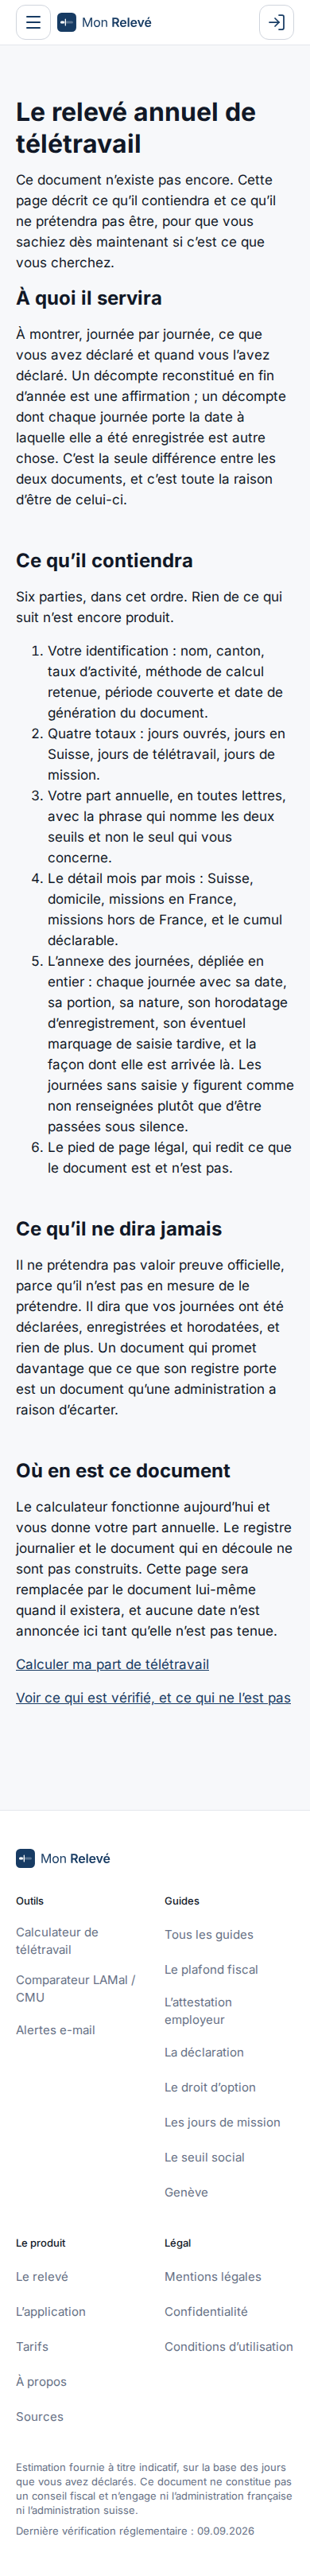 Mon Relevé
Le relevé annuel de
télétravail
Ce document n’existe pas encore. Cette
page décrit ce qu’il contiendra et ce qu’il
ne prétendra pas être, pour que vous
sachiez dès maintenant si c’est ce que
vous cherchez.
À quoi il servira
À montrer, journée par journée, ce que
vous avez déclaré et quand vous l’avez
déclaré. Un décompte reconstitué en fin
d’année est une affirmation ; un décompte
dont chaque journée porte la date à
laquelle elle a été enregistrée est autre
chose. C’est la seule différence entre les
deux documents, et c’est toute la raison
d’être de celui-ci.
Ce qu’il contiendra
Six parties, dans cet ordre. Rien de ce qui
suit n’est encore produit.
1. Votre identification : nom, canton,
taux d’activité, méthode de calcul
retenue, période couverte et date de
génération du document.
2. Quatre totaux : jours ouvrés, jours en
Suisse, jours de télétravail, jours de
mission.
3. Votre part annuelle, en toutes lettres,
avec la phrase qui nomme les deux
seuils et non le seul qui vous
concerne.
4. Le détail mois par mois : Suisse,
domicile, missions en France,
missions hors de France, et le cumul
déclarable.
5. L’annexe des journées, dépliée en
entier : chaque journée avec sa date,
sa portion, sa nature, son horodatage
d’enregistrement, son éventuel
marquage de saisie tardive, et la
façon dont elle est arrivée là. Les
journées sans saisie y figurent comme
non renseignées plutôt que d’être
passées sous silence.
6. Le pied de page légal, qui redit ce que
le document est et n’est pas.
Ce qu’il ne dira jamais
Il ne prétendra pas valoir preuve officielle,
parce qu’il n’est pas en mesure de le
prétendre. Il dira que vos journées ont été
déclarées, enregistrées et horodatées, et
rien de plus. Un document qui promet
davantage que ce que son registre porte
est un document qu’une administration a
raison d’écarter.
Où en est ce document
Le calculateur fonctionne aujourd’hui et
vous donne votre part annuelle. Le registre
journalier et le document qui en découle ne
sont pas construits. Cette page sera
remplacée par le document lui-même
quand il existera, et aucune date n’est
annoncée ici tant qu’elle n’est pas tenue.
Calculer ma part de télétravail
Voir ce qui est vérifié, et ce qui ne l’est pas
Mon Relevé
Outils
Calculateur de
télétravail
Comparateur LAMal /
CMU
Alertes e-mail
Guides
Tous les guides
Le plafond fiscal
L’attestation
employeur
La déclaration
Le droit d’option
Les jours de mission
Le seuil social
Genève
Le produit
Le relevé
L’application
Tarifs
À propos
Sources
Légal
Mentions légales
Confidentialité
Conditions d’utilisation
Estimation fournie à titre indicatif, sur la base des jours
que vous avez déclarés. Ce document ne constitue pas
un conseil fiscal et n’engage ni l’administration française
ni l’administration suisse.
Dernière vérification réglementaire : 09.09.2026